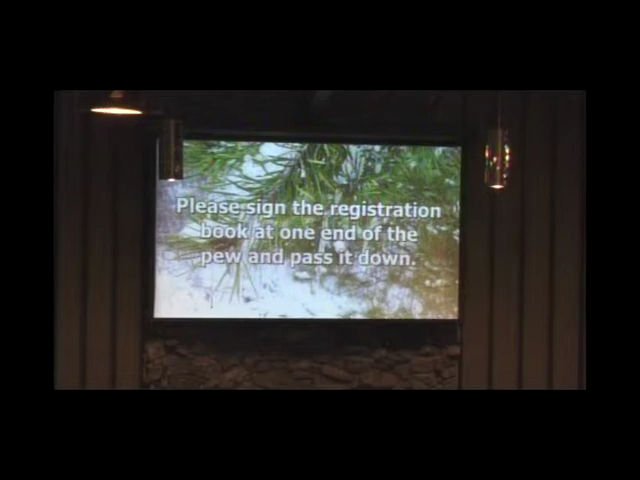 Please sign the registration
book at one end of the
pew and pass it down.